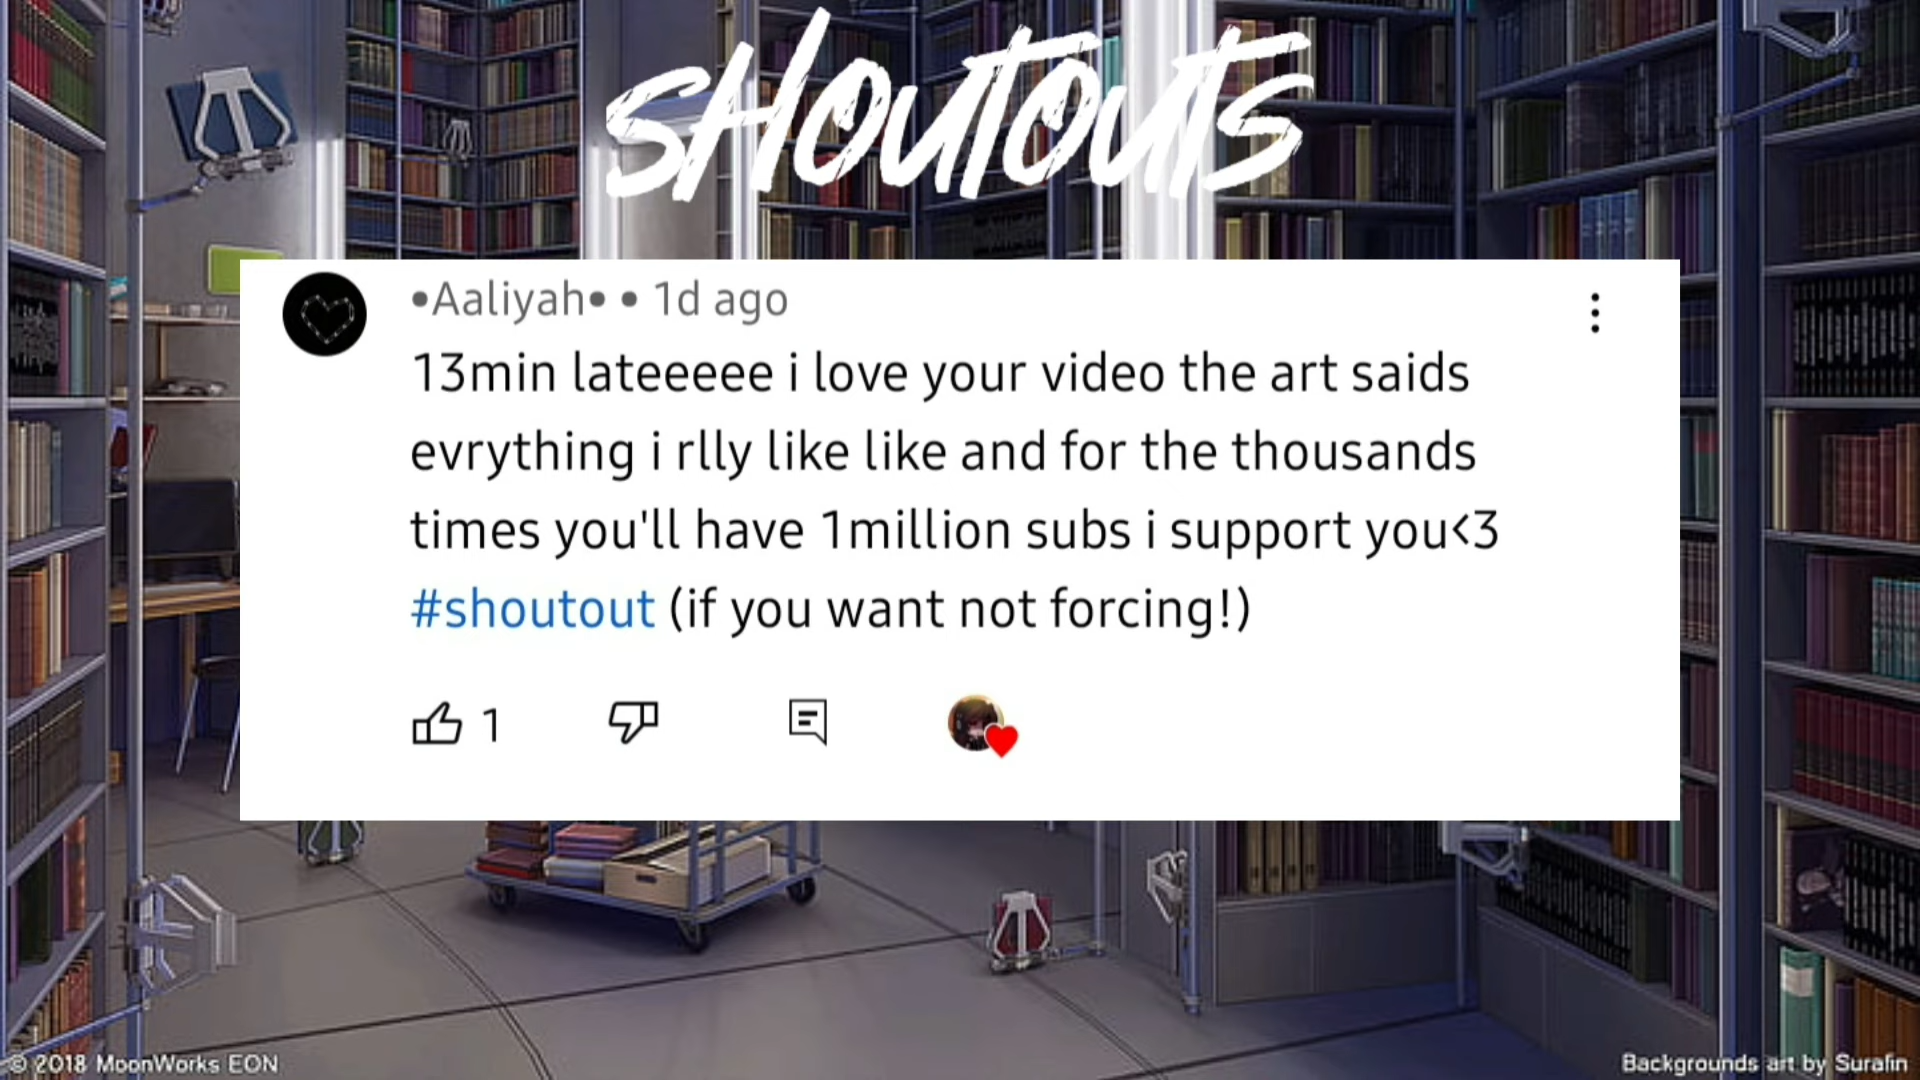 SHOUTOUTS
•Aaliyah• • 1d ago
13min lateeeee i love your video the art saids
evrything i rlly like like and for the thousands
times you'll have 1million subs i support you<3
#shoutout (if you want not forcing!)
1
© 2018 MoonWorks EON
Backgrounds art by Surafin